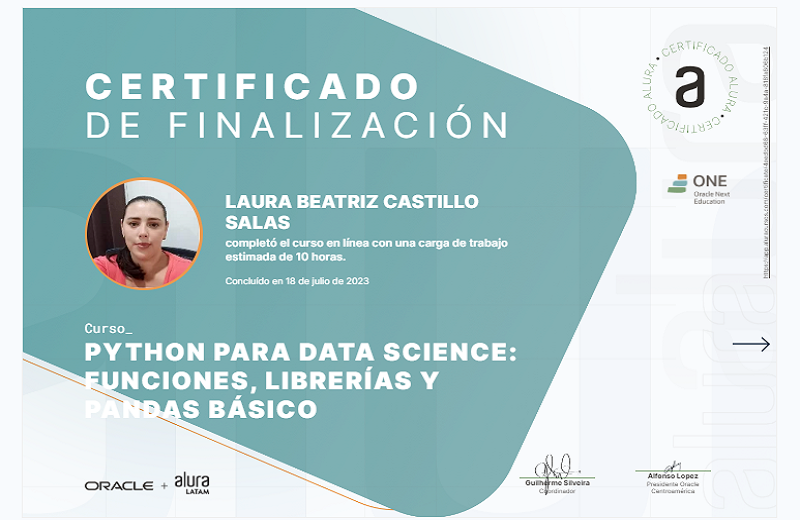 CERTIFICADO
DE FINALIZACIÓN
CERTIFICADO ALURA • CERTIFICADO ALURA •
a
ONE
Oracle Next
Education
LAURA BEATRIZ CASTILLO
SALAS
completó el curso en línea con una carga de trabajo
estimada de 10 horas.
Concluído en 18 de julio de 2023
Curso_
PYTHON PARA DATA SCIENCE:
FUNCIONES, LIBRERÍAS Y
PANDAS BÁSICO
ORACLE + alura
LATAM
Guilherme Silveira
Coordinador
Alfonso Lopez
Presidente Oracle
Centroamérica
alura